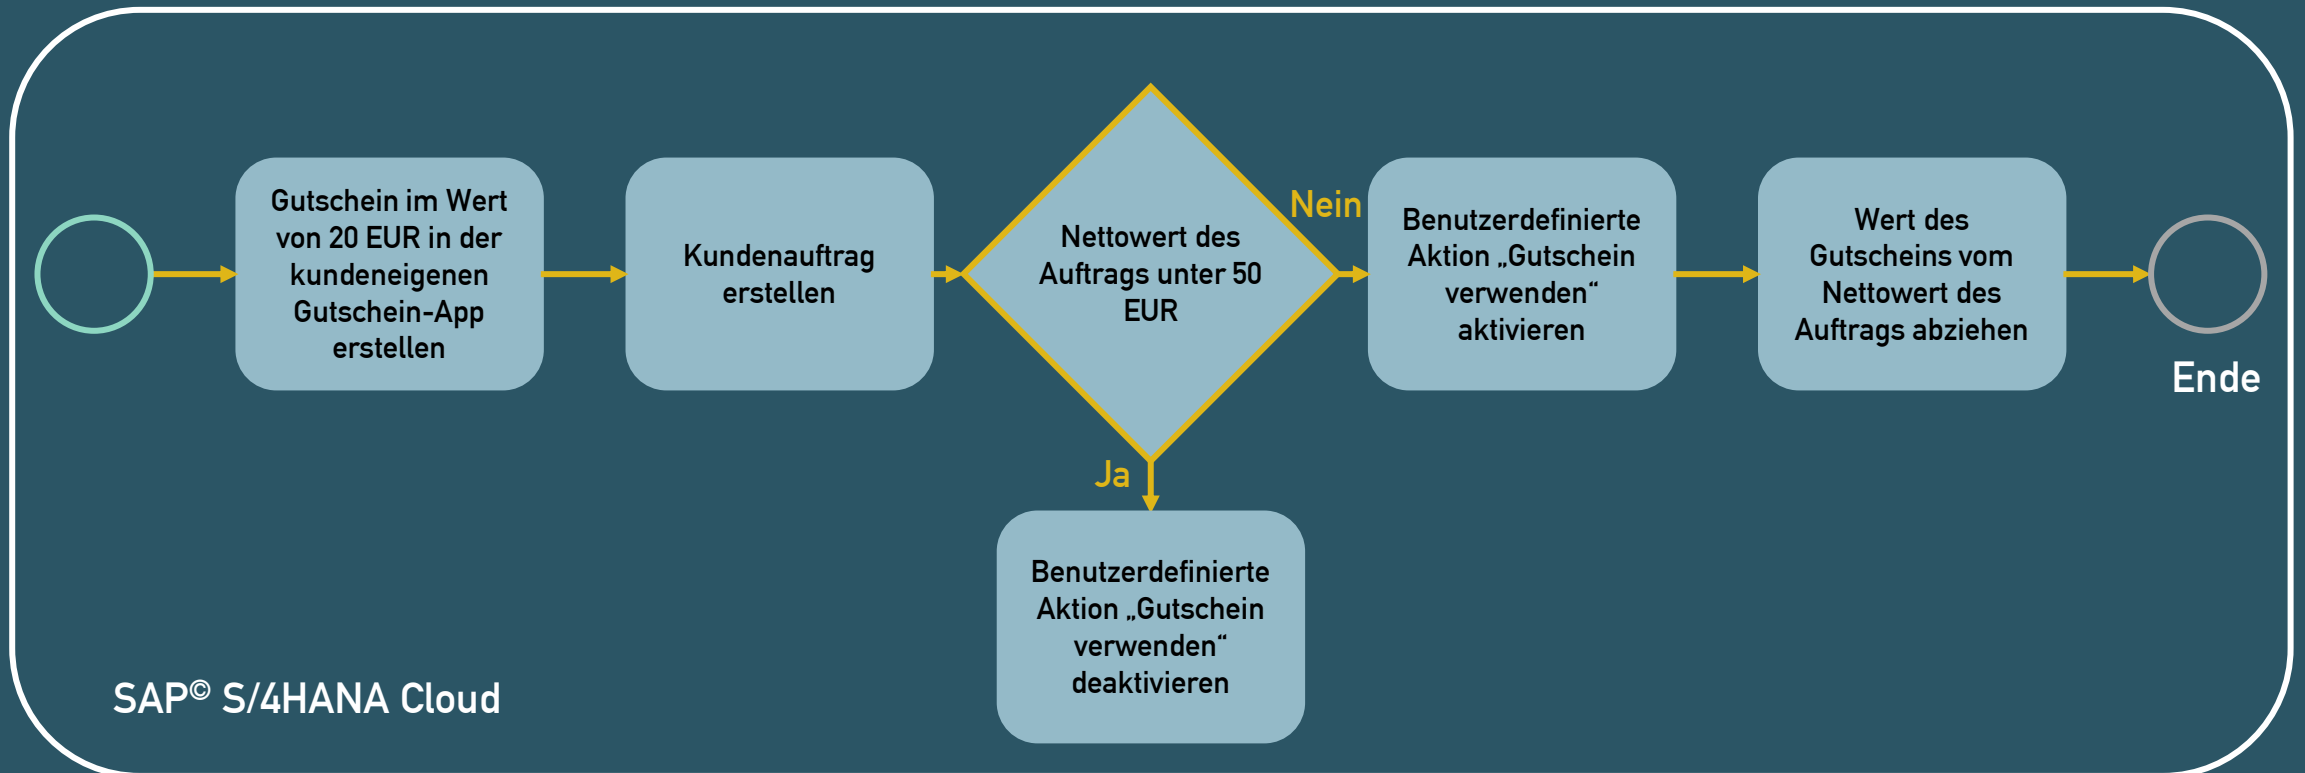 Gutschein im Wert
von 20 EUR in der
kundeneigenen
Gutschein-App
erstellen
Kundenauftrag
erstellen
Nettowert des
Auftrags unter 50
EUR
Nein
Benutzerdefinierte
Aktion „Gutschein
verwenden“
aktivieren
Wert des
Gutscheins vom
Nettowert des
Auftrags abziehen
Ende
Ja
Benutzerdefinierte
Aktion „Gutschein
verwenden“
deaktivieren
SAP© S/4HANA Cloud